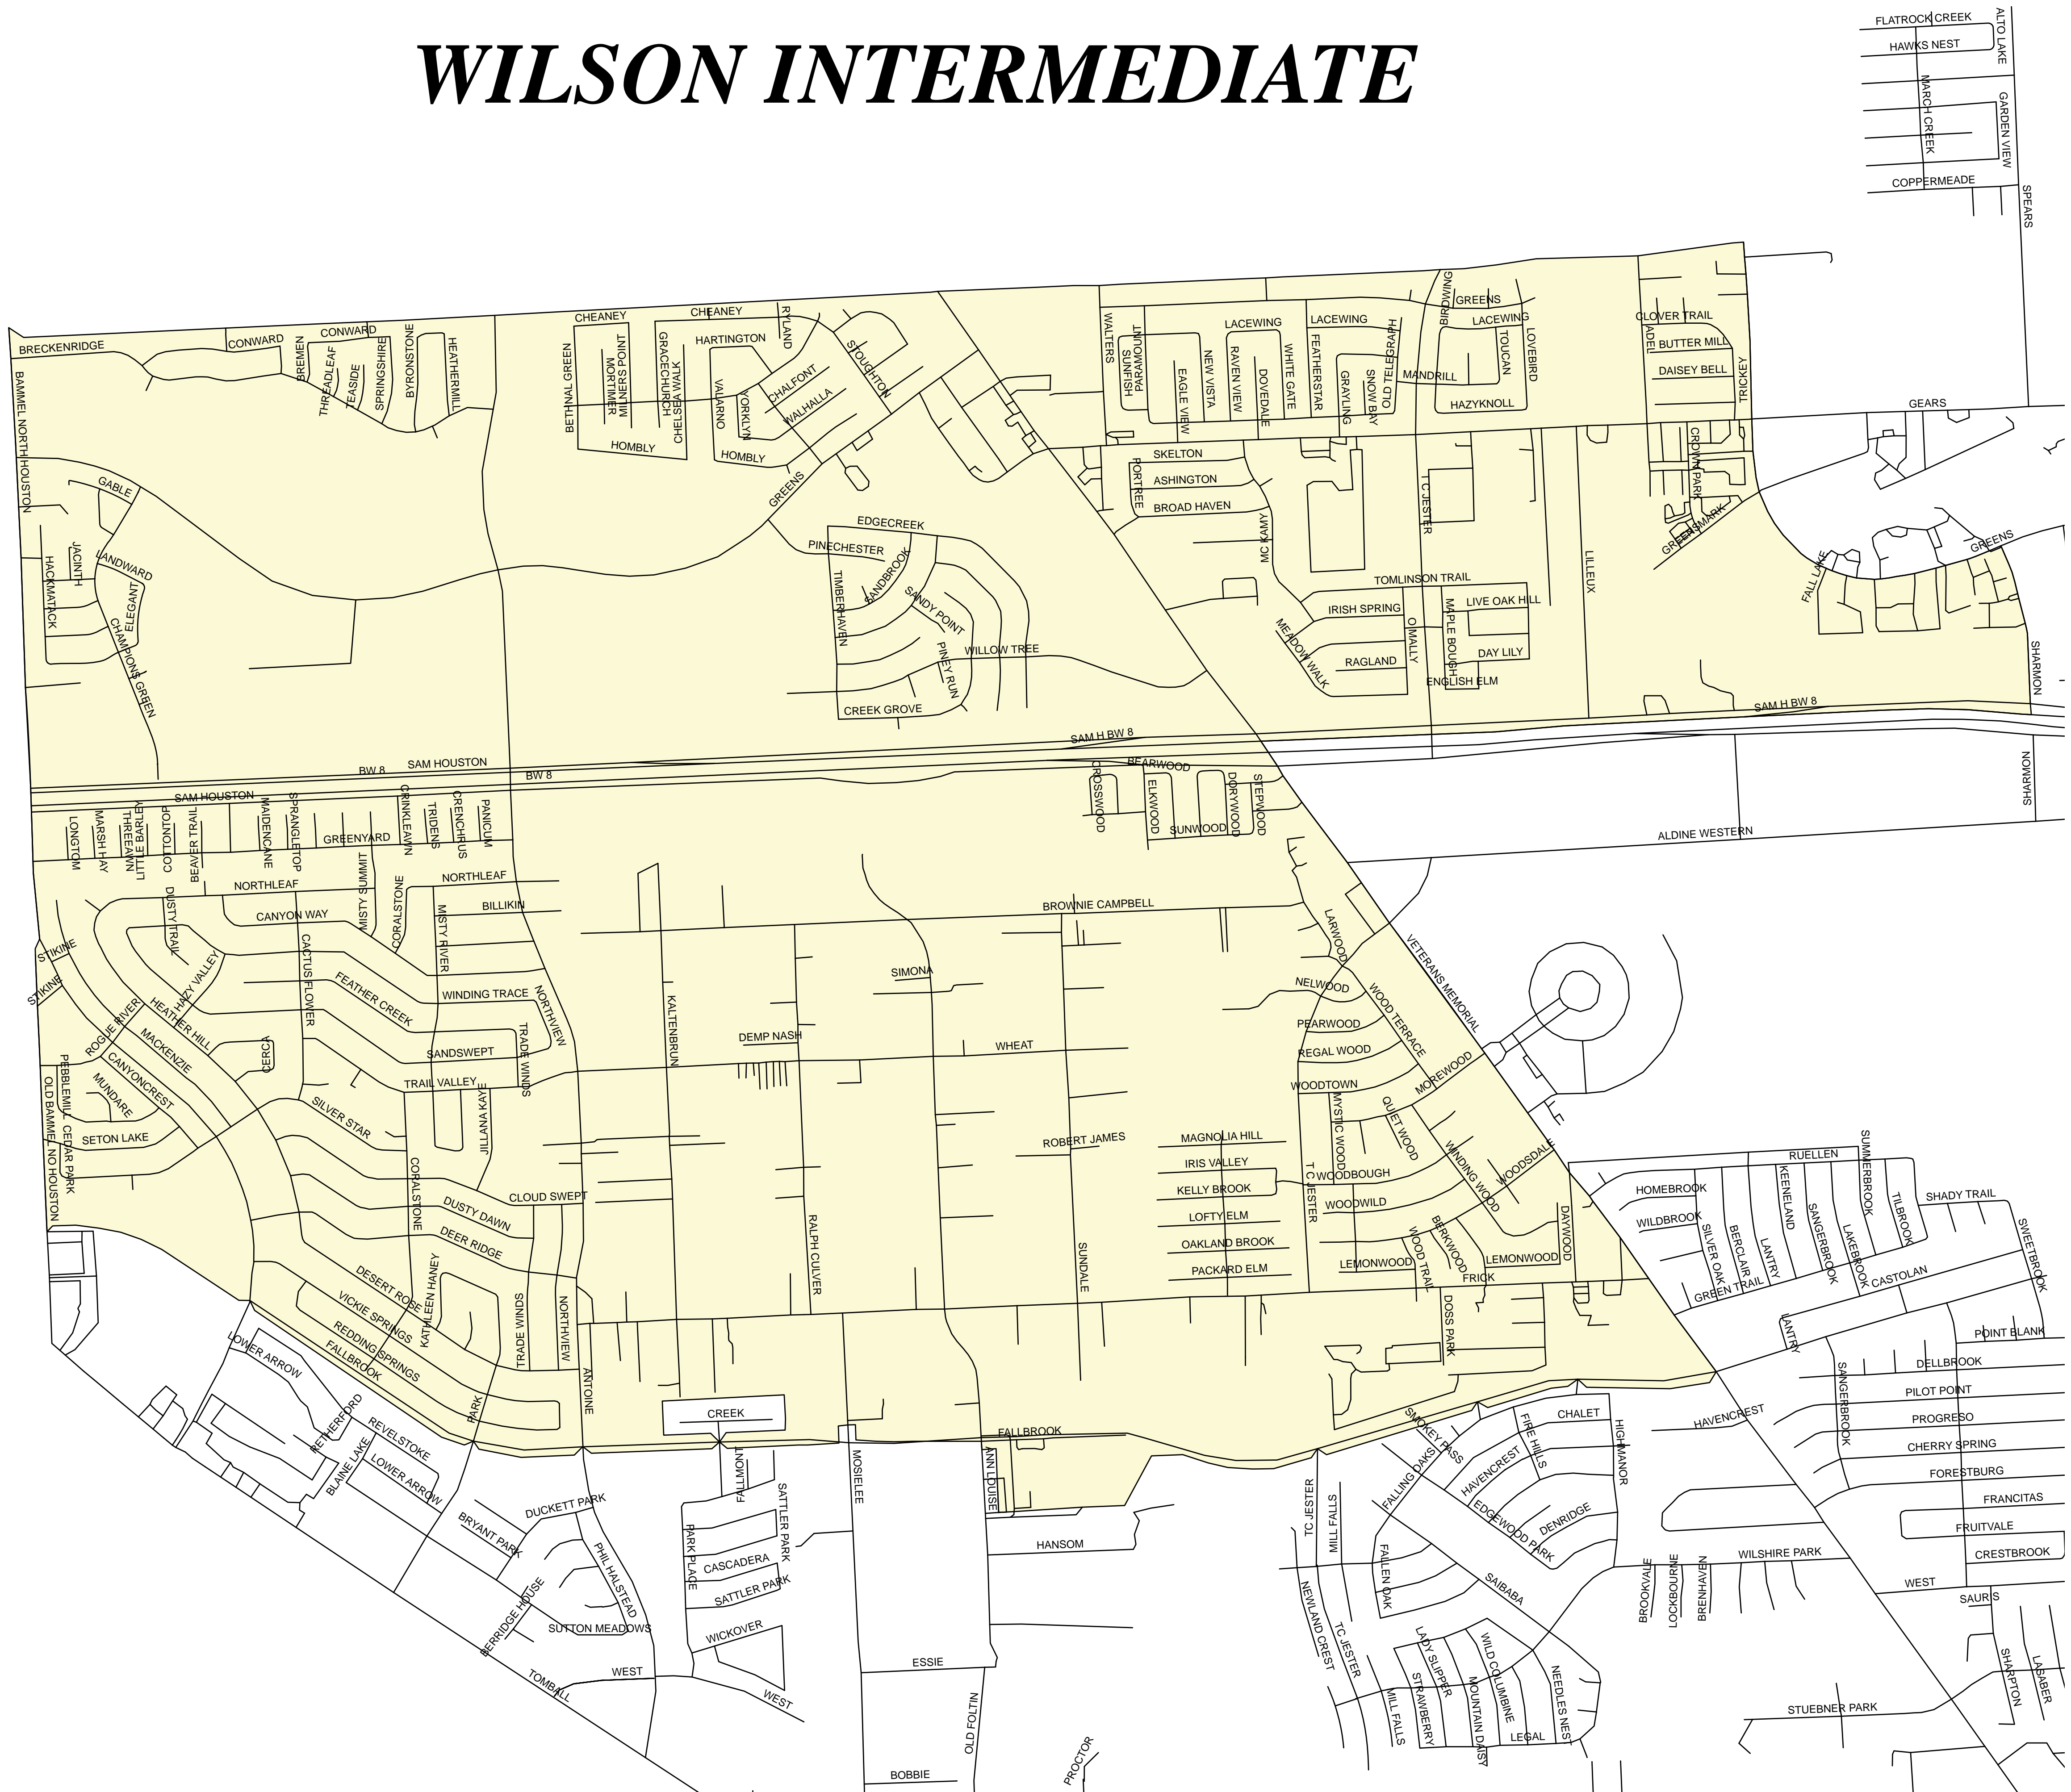 WILSON INTERMEDIATE
FLATROCK CREEK
ALTO LAKE
HAWKS NEST
MARCH CREEK
GARDEN VIEW
COPPERMEADE
SPEARS
BRECKENRIDGE
CONWARD
CONWARD
BREMEN
THREADLEAF
TEASIDE
SPRINGSHIRE
BYRONSTONE
HEATHERMILL
BAMMEL NORTH HOUSTON
CHEANEY
CHEANEY
RYLAND
BETHNAL GREEN
MORTIMER
MILNERS POINT
GRACECHURCH
CHELSEA WALK
HARTINGTON
VALARNO
YORKLYN
CHALFONT
WALHALLA
STOUGHTON
HOMBLY
HOMBLY
GREENS
WALTERS
PARAMOUNT
SUNFISH
EAGLE VIEW
NEW VISTA
LACEWING
RAVEN VIEW
DOVEDALE
WHITE GATE
LACEWING
FEATHERSTAR
GRAYLING
SNOW BAY
OLD TELEGRAPH
BIRDWING
GREENS
LACEWING
TOUCAN
LOVEBIRD
MANDRILL
HAZYKNOLL
ADEL
CLOVER TRAIL
BUTTER MILL
DAISEY BELL
TRICKEY
GEARS
GABLE
JACINTH
LANDWARD
HACKMATACK
ELEGANT
CHAMPIONS GREEN
EDGECREEK
PINECHESTER
SANDBROOK
TIMBERHAVEN
SANDY POINT
PINEY RUN
WILLOW TREE
CREEK GROVE
SKELTON
PORTREE
ASHINGTON
BROAD HAVEN
MC KAMY
T C JESTER
CROWN PARK
GREENSMARK
LILLEUX
FALL LAKE
GREENS
TOMLINSON TRAIL
IRISH SPRING
O MALLY
MAPLE BOUGH
LIVE OAK HILL
MEADOW WALK
RAGLAND
DAY LILY
ENGLISH ELM
SHARMON
SAM H BW 8
SAM H BW 8
SAM HOUSTON
BW 8
BW 8
SAM HOUSTON
SHARMON
ALDINE WESTERN
LONGTOM
MARSH HAY
THREEAWN
LITTLE BARLEY
COTTONTOP
BEAVER TRAIL
MAIDENCANE
SPRANGLETOP
GREENYARD
CRINKLEAWN
TRIDENS
CRENCHRUS
PANICUM
CROSSWOOD
BEARWOOD
ELKWOOD
SUNWOOD
DORYWOOD
STEPWOOD
NORTHLEAF
MISTY SUMMIT
NORTHLEAF
DUSTY TRAIL
CANYON WAY
CORALSTONE
MISTY RIVER
BILLIKIN
BROWNIE CAMPBELL
LARWOOD
VETERANS MEMORIAL
STIKINE
STIKINE
HAZY VALLEY
CACTUS FLOWER
FEATHER CREEK
WINDING TRACE
NORTHVIEW
ROGUE RIVER
HEATHER HILL
MACKENZIE
CANYONCREST
CERCA
SANDSWEPT
TRADE WINDS
TRAIL VALLEY
KALTENBRUN
SIMONA
DEMP NASH
WHEAT
NELWOOD
WOOD TERRACE
PEARWOOD
REGAL WOOD
WOODTOWN
MOREWOOD
PEBBLEMILL
MUNDARE
OLD BAMMEL NO HOUSTON
CEDAR PARK
SETON LAKE
SILVER STAR
JILLANA KAYE
CORALSTONE
CLOUD SWEPT
DUSTY DAWN
DEER RIDGE
ROBERT JAMES
MAGNOLIA HILL
IRIS VALLEY
KELLY BROOK
LOFTY ELM
OAKLAND BROOK
PACKARD ELM
MYSTIC WOOD
QUIET WOOD
T C JESTER
WOODBOUGH
WOODWILD
WINDING WOOD
WOODSDALE
RALPH CULVER
SUNDALE
LEMONWOOD
WOOD TRAIL
BERKWOOD
LEMONWOOD
DAYWOOD
FRICK
DOSS PARK
RUELLEN
HOMEBROOK
WILDBROOK
SILVER OAK
BERCLAIR
LANTRY
KEENELAND
SANGERBROOK
LAKEBROOK
SUMMERBROOK
TILBROOK
SHADY TRAIL
SWEETBROOK
GREEN TRAIL
CASTOLAN
LANTRY
POINT BLANK
DELLBROOK
SANGERBROOK
PILOT POINT
HAVENCREST
PROGRESO
CHERRY SPRING
FORESTBURG
FRANCITAS
FRUITVALE
CRESTBROOK
DESERT ROSE
KATHLEEN HANEY
VICKIE SPRINGS
REDDING SPRINGS
FALLBROOK
TRADE WINDS
NORTHVIEW
ANTOINE
PARK
LOWER ARROW
RETHERFORD
REVELSTOKE
BLAINE LAKE
LOWER ARROW
CREEK
FALLMONT
FALLBROOK
ANN LOUISE
MOSIELEE
SATTLER PARK
DUCKETT PARK
BRYANT PARK
PHIL HALSTEAD
PARK PLACE
CASCADERA
SATTLER PARK
BERRIDGE HOUSE
SUTTON MEADOWS
WICKOVER
TOMBALL
WEST
WEST
HANSOM
ESSIE
OLD FOLTIN
BOBBIE
PROCTOR
SMOKEY PASS
FIRE HILLS
CHALET
HIGHMANOR
FALLING OAKS
HAVENCREST
EDGEWOOD PARK
DENRIDGE
TC JESTER
MILL FALLS
FALLEN OAK
SAIBABA
NEWLAND CREST
TC JESTER
MILL FALLS
LADY SLIPPER
STRAWBERRY
WILD COLUMBINE
MOUNTAIN DAISY
NEEDLES NEST
LEGAL
BROOKVALE
LOCKBOURNE
BRENHAVEN
WILSHIRE PARK
WEST
SAURIS
SHARPTON
LASABER
STUEBNER PARK